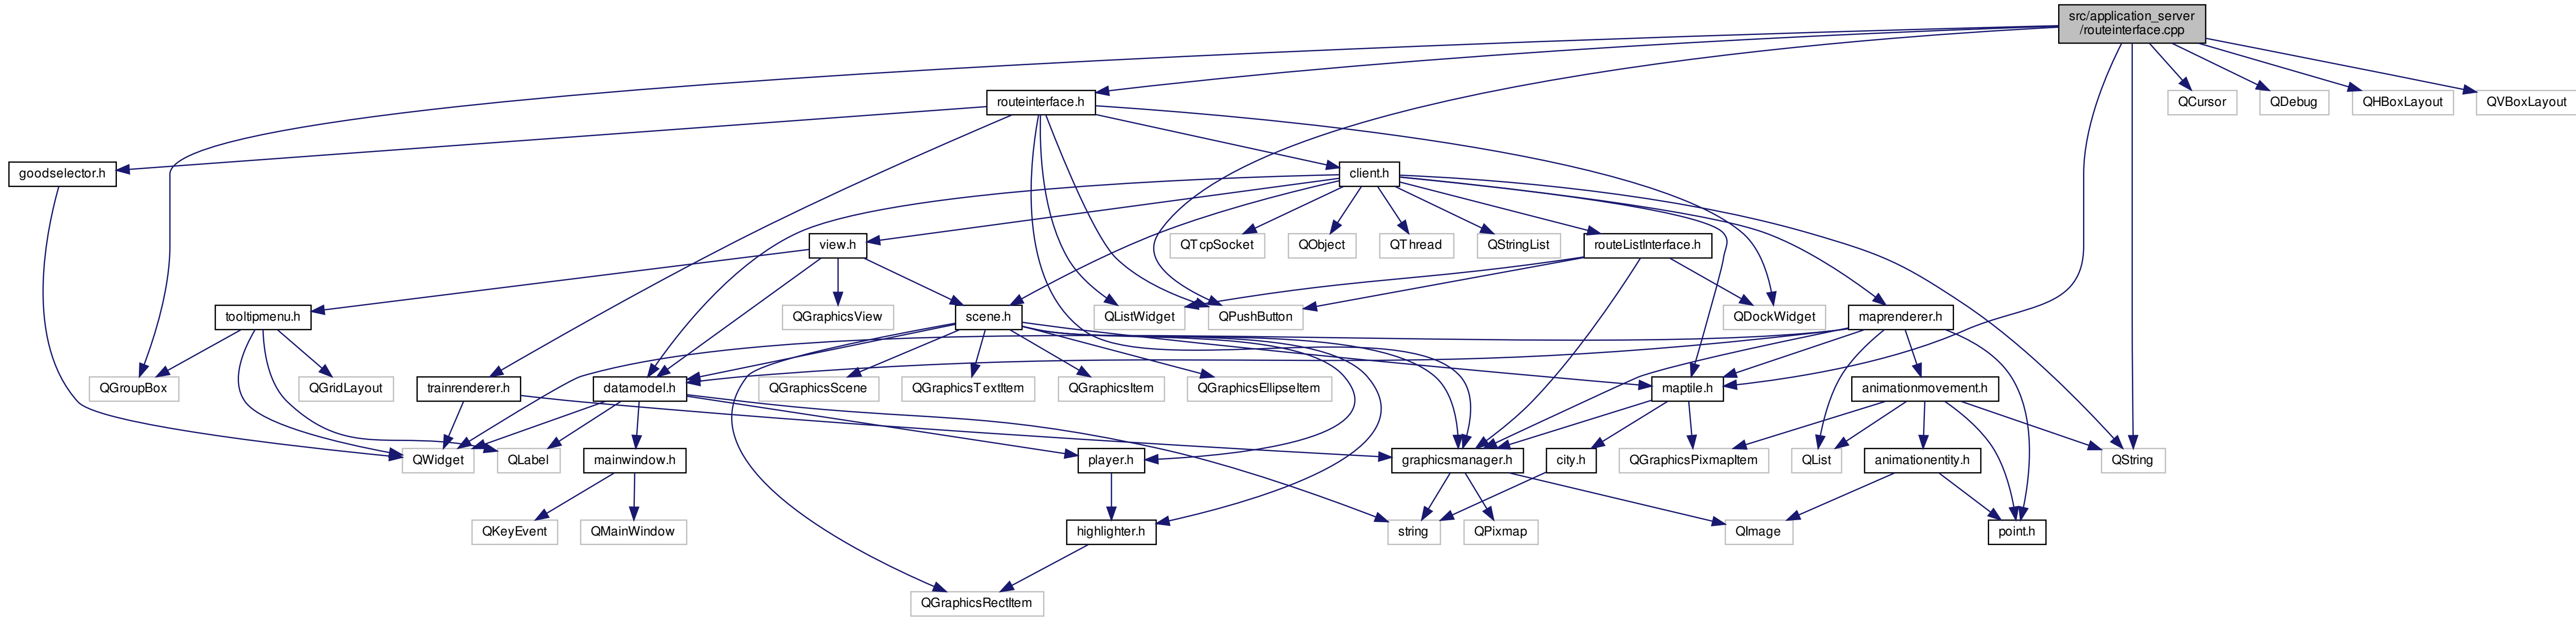 src/application_server
/routeinterface.cpp
routeinterface.h
QCursor
QDebug
QHBoxLayout
QVBoxLayout
goodselector.h
client.h
view.h
QTcpSocket
QObject
QThread
QStringList
routeListInterface.h
tooltipmenu.h
QGraphicsView
scene.h
QListWidget
QPushButton
QDockWidget
maprenderer.h
QGroupBox
QGridLayout
trainrenderer.h
datamodel.h
QGraphicsScene
QGraphicsTextItem
QGraphicsItem
QGraphicsEllipseItem
maptile.h
animationmovement.h
QWidget
QLabel
mainwindow.h
player.h
graphicsmanager.h
city.h
QGraphicsPixmapItem
QList
animationentity.h
QString
QKeyEvent
QMainWindow
highlighter.h
string
QPixmap
QImage
point.h
QGraphicsRectItem